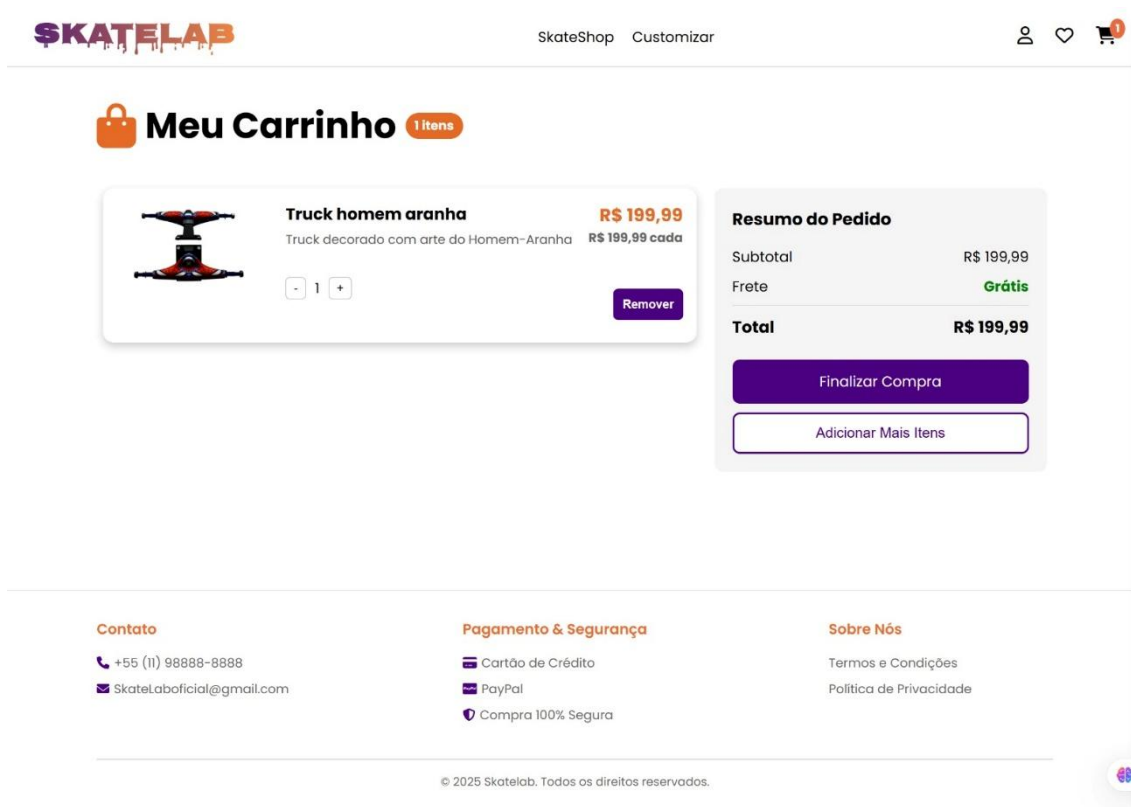 SKATELAB
SkateShop Customizar
1
Meu Carrinho 1 itens
Truck homem aranha
R$ 199,99
Truck decorado com arte do Homem-Aranha
R$ 199,99 cada
- 1 +
Remover
Resumo do Pedido
Subtotal R$ 199,99
Frete Grátis
Total R$ 199,99
Finalizar Compra
Adicionar Mais Itens
Contato
+55 (11) 98888-8888
SkateLaboficial@gmail.com
Pagamento & Segurança
Cartão de Crédito
PayPal
Compra 100% Segura
Sobre Nós
Termos e Condições
Política de Privacidade
© 2025 Skatelab. Todos os direitos reservados.